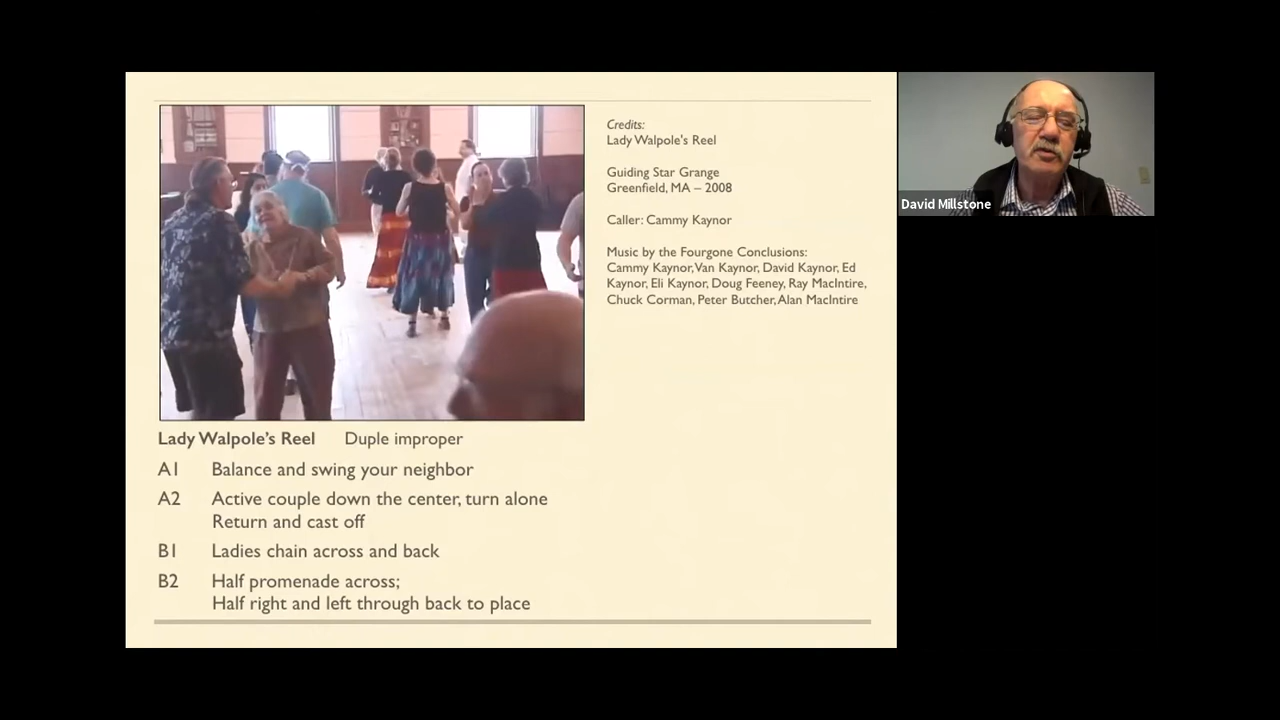 Credits:
Lady Walpole's Reel
Guiding Star Grange
Greenfield, MA – 2008
Caller: Cammy Kaynor
Music by the Fourgone Conclusions:
Cammy Kaynor, Van Kaynor, David Kaynor, Ed
Kaynor, Eli Kaynor, Doug Feeney, Ray MacIntire,
Chuck Corman, Peter Butcher, Alan MacIntire
David Millstone
Lady Walpole's Reel Duple improper
A1 Balance and swing your neighbor
A2 Active couple down the center, turn alone
Return and cast off
B1 Ladies chain across and back
B2 Half promenade across;
Half right and left through back to place